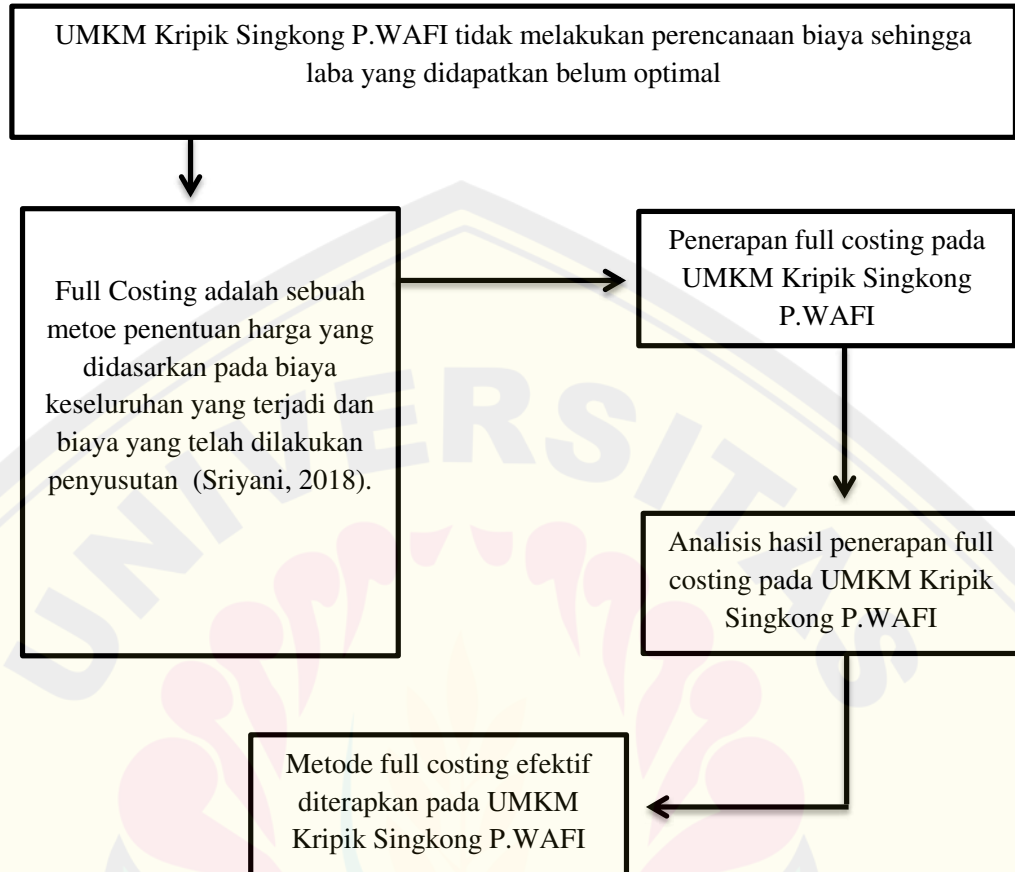 UMKM Kripik Singkong P.WAFI tidak melakukan perencanaan biaya sehingga
laba yang didapatkan belum optimal
Full Costing adalah sebuah
metoe penentuan harga yang
didasarkan pada biaya
keseluruhan yang terjadi dan
biaya yang telah dilakukan
penyusutan (Sriyani, 2018).
Penerapan full costing pada
UMKM Kripik Singkong
P.WAFI
Analisis hasil penerapan full
costing pada UMKM Kripik
Singkong P.WAFI
Metode full costing efektif
diterapkan pada UMKM
Kripik Singkong P.WAFI
UNIVERSITAS